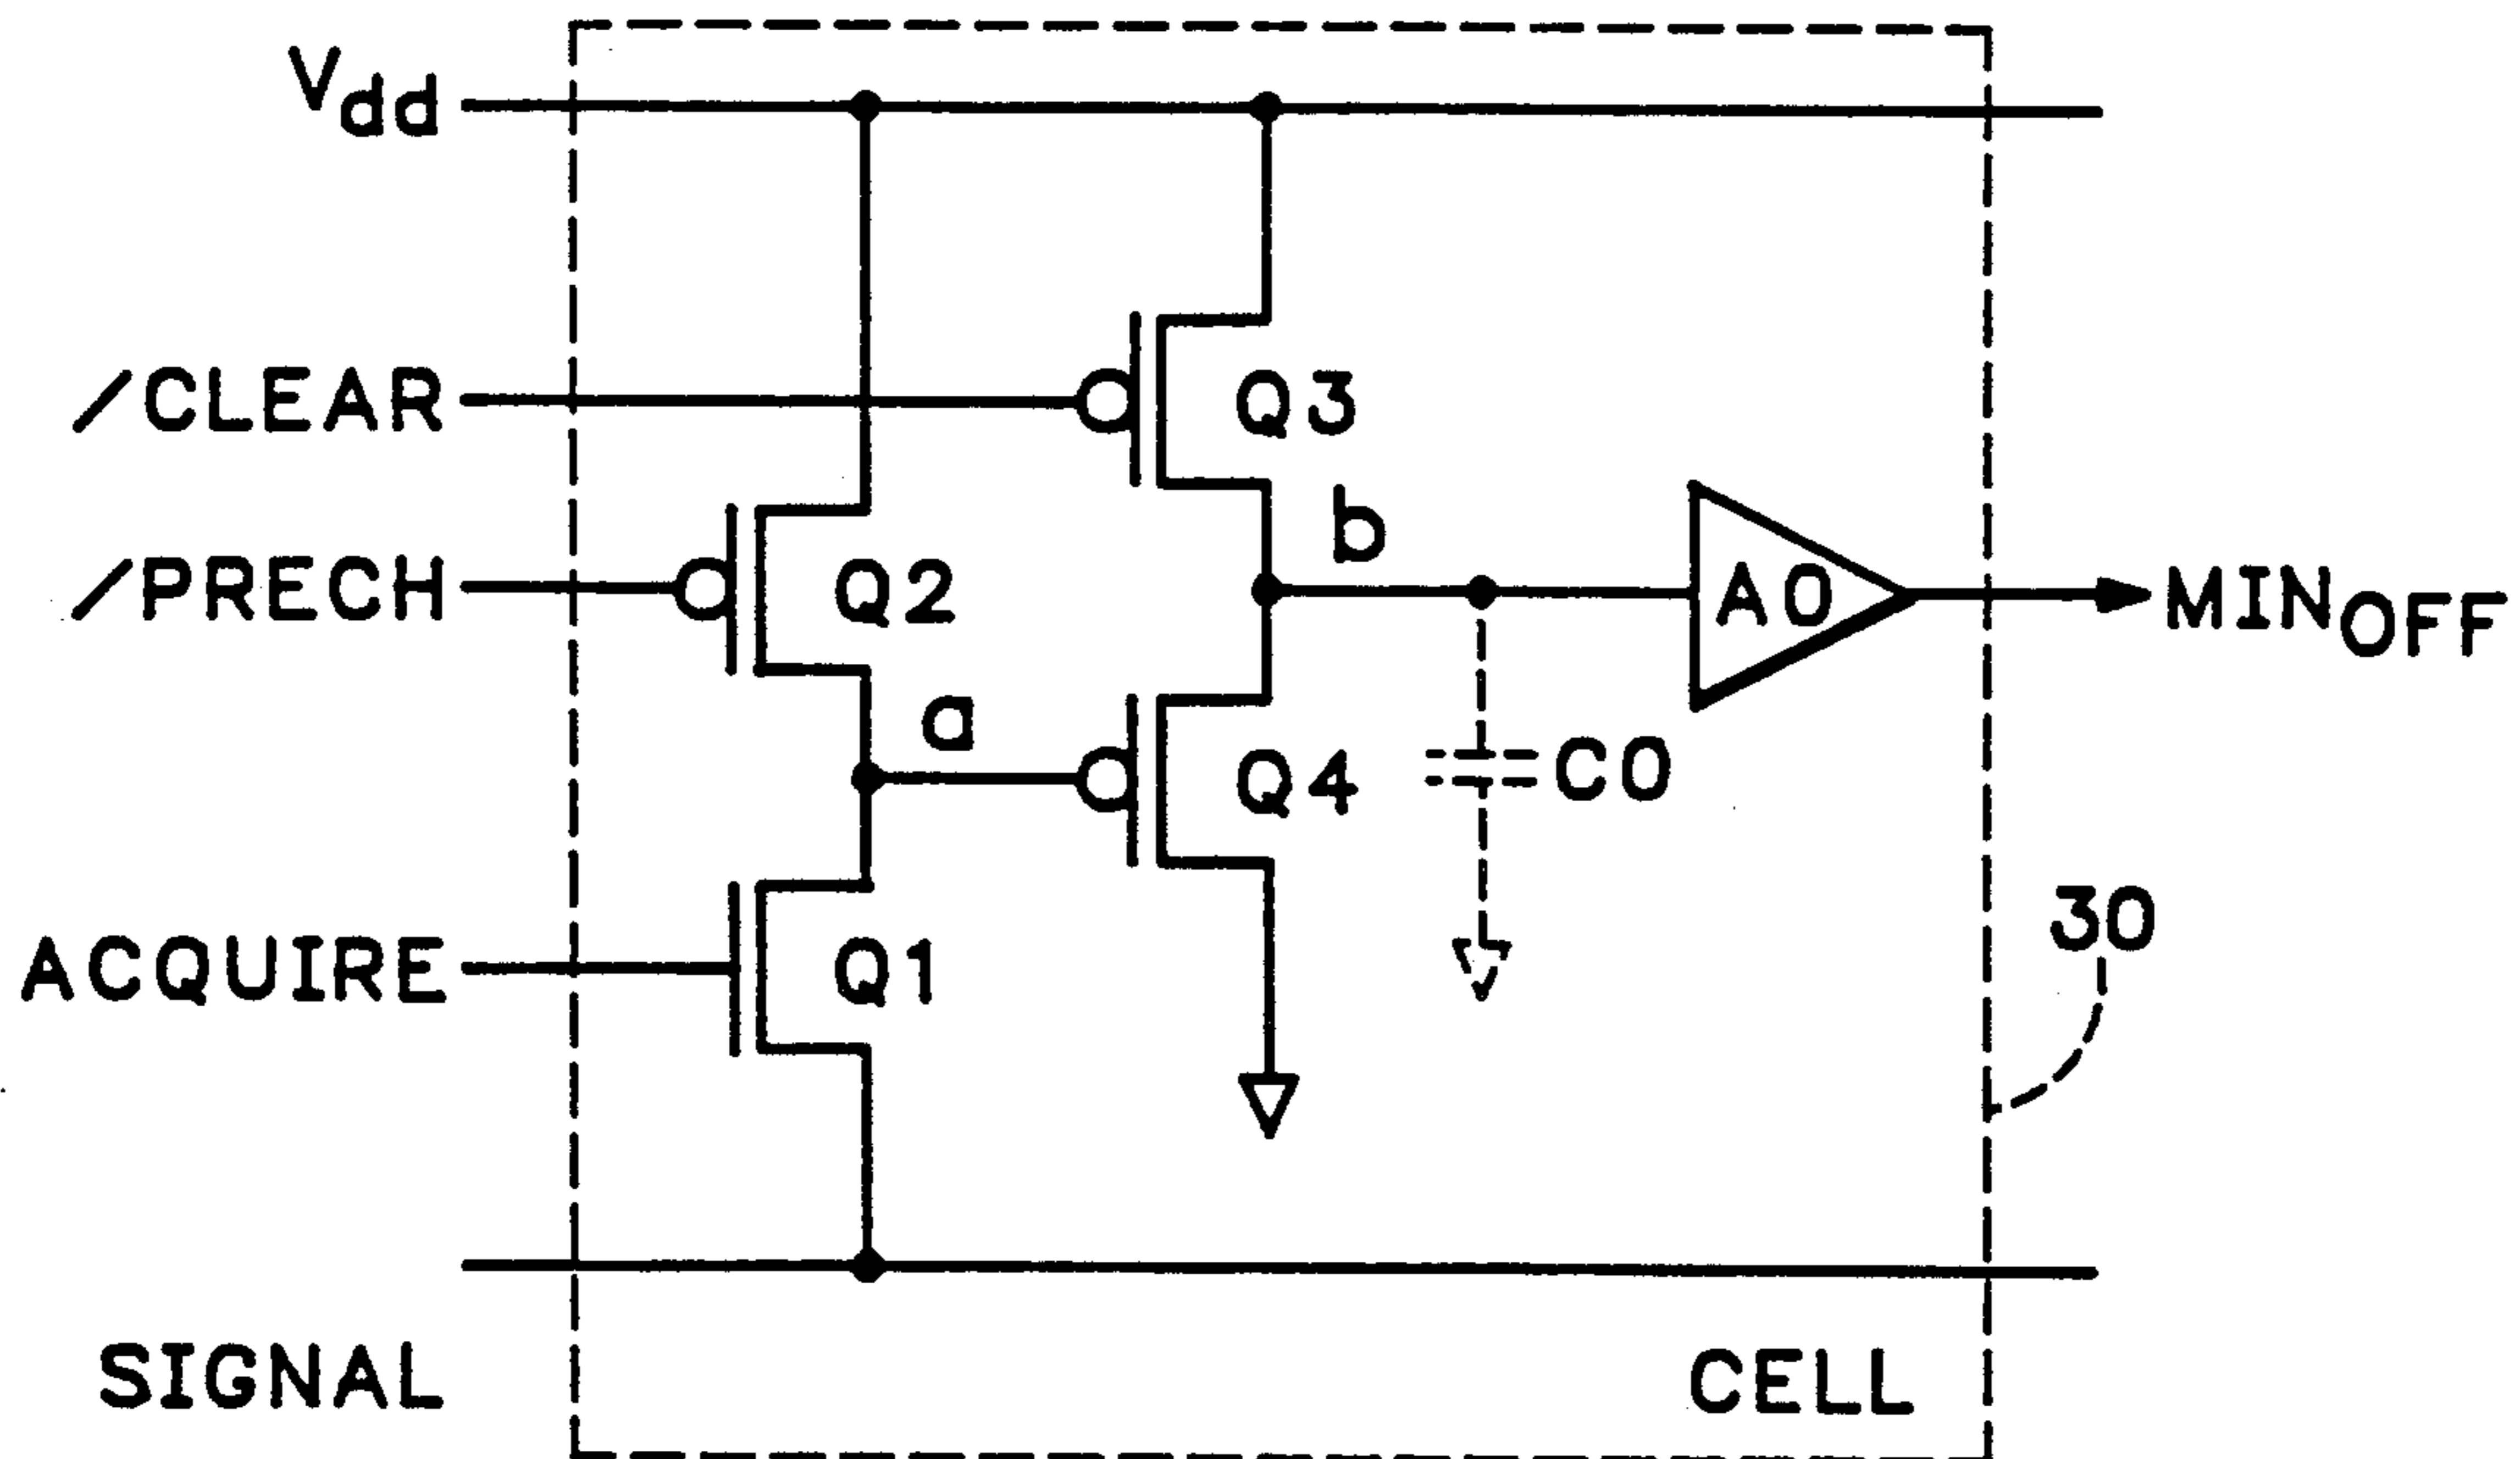 Vdd
/CLEAR
Q3
b
/PRECH
Q2
A0
MINOFF
a
Q4
C0
ACQUIRE
Q1
30
SIGNAL
CELL